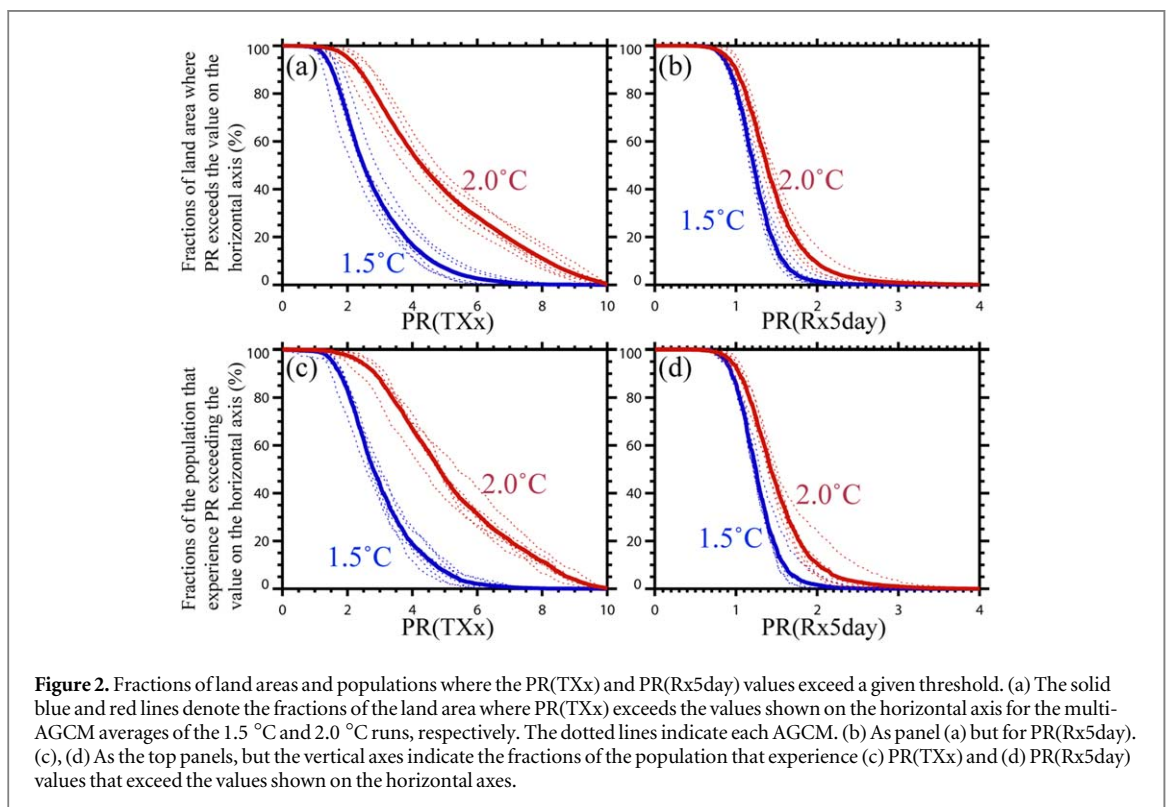 Fractions of land area where
PR exceeds the value on the
horizontal axis (%)
100
80
60
40
20
0
(a)
2.0°C
1.5°C
0 2 4 6 8 10
PR(TXx)
100
80
60
40
20
0
(b)
2.0°C
1.5°C
0 1 2 3 4
PR(Rx5day)
Fractions of the population that
experience PR exceeding the
value on the horizontal axis (%)
100
80
60
40
20
0
(c)
2.0°C
1.5°C
0 2 4 6 8 10
PR(TXx)
100
80
60
40
20
0
(d)
2.0°C
1.5°C
0 1 2 3 4
PR(Rx5day)
Figure 2. Fractions of land areas and populations where the PR(TXx) and PR(Rx5day) values exceed a given threshold. (a) The solid
blue and red lines denote the fractions of the land area where PR(TXx) exceeds the values shown on the horizontal axis for the multi-
AGCM averages of the 1.5 °C and 2.0 °C runs, respectively. The dotted lines indicate each AGCM. (b) As panel (a) but for PR(Rx5day).
(c), (d) As the top panels, but the vertical axes indicate the fractions of the population that experience (c) PR(TXx) and (d) PR(Rx5day)
values that exceed the values shown on the horizontal axes.